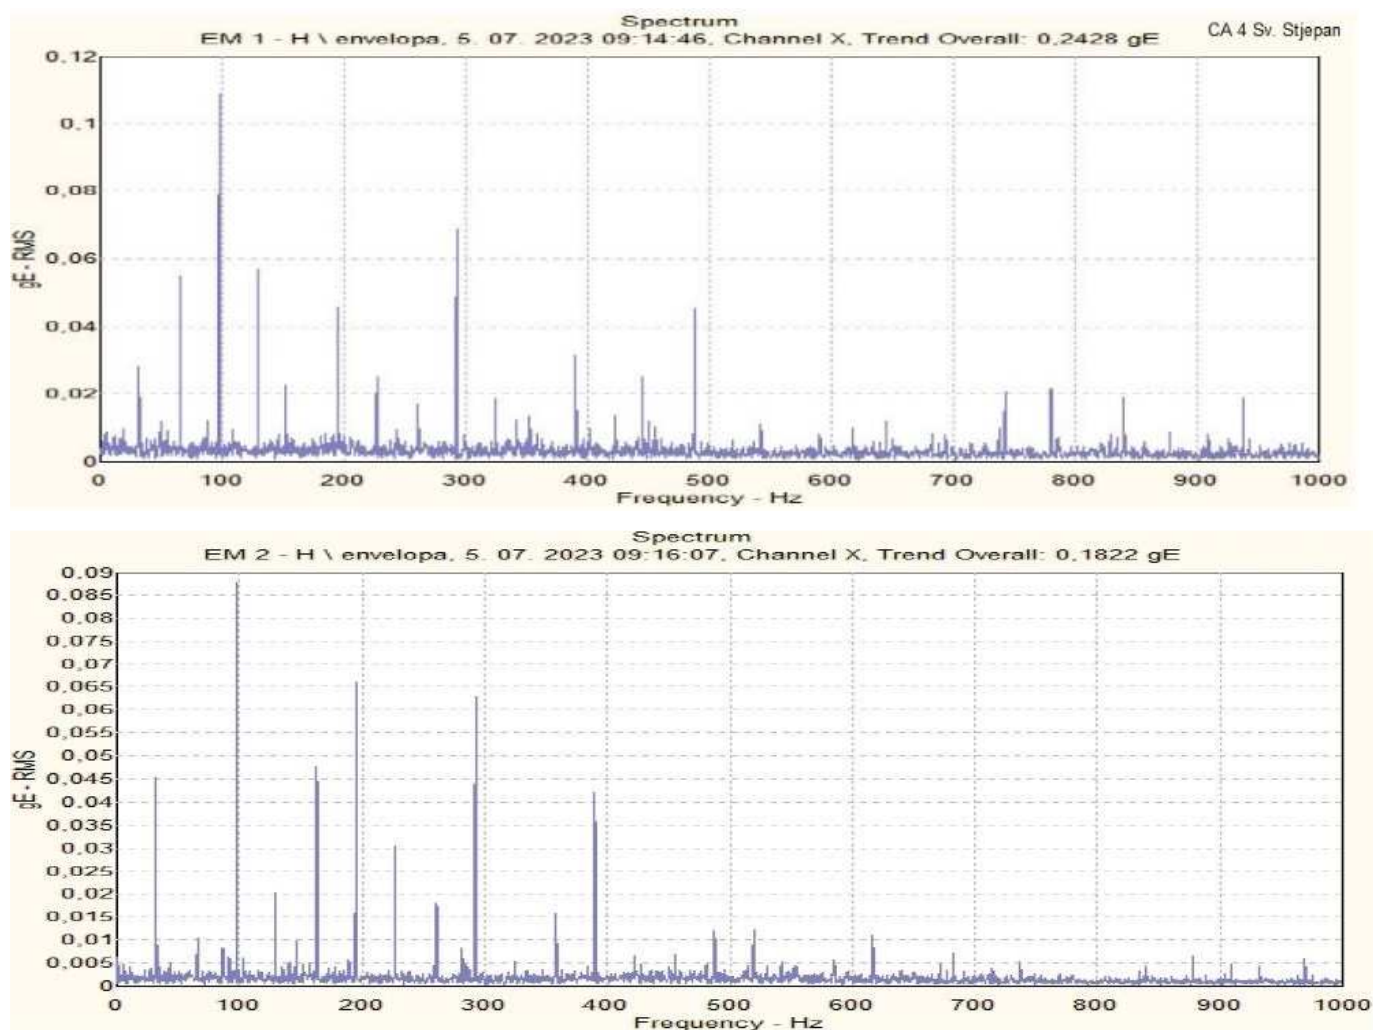 Spectrum
EM 1 - H \ envelopa, 5. 07. 2023 09:14:46, Channel X, Trend Overall: 0,2428 gE
CA 4 Sv. Stjepan
0,12
0,1
0,08
0,06
0,04
0,02
0
gE - RMS
0 100 200 300 400 500 600 700 800 900 1000
Frequency - Hz
Spectrum
EM 2 - H \ envelopa, 5. 07. 2023 09:16:07, Channel X, Trend Overall: 0,1822 gE
0,09
0,085
0,08
0,075
0,07
0,065
0,06
0,055
0,05
0,045
0,04
0,035
0,03
0,025
0,02
0,015
0,01
0,005
0
gE - RMS
0 100 200 300 400 500 600 700 800 900 1000
Frequency - Hz